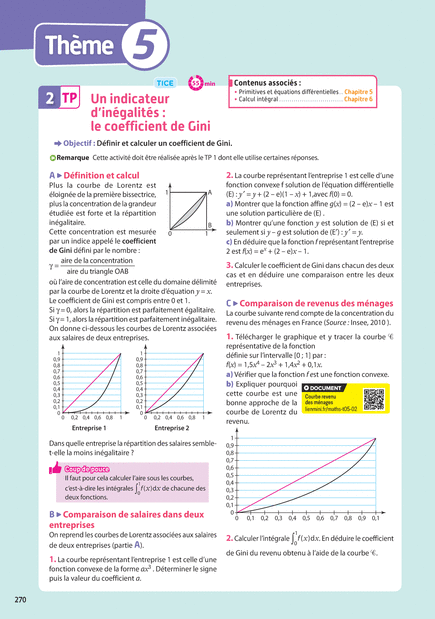 Thème 5
TICE
55 min
Contenus associés :
• Primitives et équations différentielles .. Chapitre 5
• Calcul intégral .......................... Chapitre 6
2 TP
Un indicateur
d'inégalités :
le coefficient de Gini
➡ Objectif : Définir et calculer un coefficient de Gini.
Remarque Cette activité doit être réalisée après le TP 1 dont elle utilise certaines réponses.
A ▶ Définition et calcul
Plus la courbe de Lorentz est
éloignée de la première bissectrice,
plus la concentration de la grandeur
étudiée est forte et la répartition
inégalitaire.
Cette concentration est mesurée
par un indice appelé le coefficient
de Gini défini par le nombre :
γ = aire de la concentration / aire du triangle OAB
1 A
B
0 1
où l'aire de concentration est celle du domaine délimité
par la courbe de Lorentz et la droite d'équation y = x.
Le coefficient de Gini est compris entre 0 et 1.
Si γ = 0, alors la répartition est parfaitement égalitaire.
Si γ = 1, alors la répartition est parfaitement inégalitaire.
On donne ci-dessous les courbes de Lorentz associées
aux salaires de deux entreprises.
1
0,9
0,8
0,7
0,6
0,5
0,4
0,3
0,2
0,1
0
0 0,2 0,4 0,6 0,8 1
Entreprise 1
1
0,9
0,8
0,7
0,6
0,5
0,4
0,3
0,2
0,1
0
0 0,2 0,4 0,6 0,8 1
Entreprise 2
Dans quelle entreprise la répartition des salaires semble-
t-elle la moins inégalitaire ?
Coup de pouce
Il faut pour cela calculer l'aire sous les courbes,
c'est-à-dire les intégrales ∫₀¹ f(x)dx de chacune des
deux fonctions.
B ▶ Comparaison de salaires dans deux
entreprises
On reprend les courbes de Lorentz associées aux salaires
de deux entreprises (partie A).
1. La courbe représentant l'entreprise 1 est celle d'une
fonction convexe de la forme ax³. Déterminer le signe
puis la valeur du coefficient a.
2. La courbe représentant l'entreprise 1 est celle d'une
fonction convexe f solution de l'équation différentielle
(E) : y′ = y + (2 – e)(1 – x) + 1, avec f(0) = 0.
a) Montrer que la fonction affine g(x) = (2 – e)x – 1 est
une solution particulière de (E) .
b) Montrer qu'une fonction y est solution de (E) si et
seulement si y – g est solution de (E′) : y′ = y.
c) En déduire que la fonction f représentant l'entreprise
2 est f(x) = eˣ + (2 – e)x – 1.
3. Calculer le coefficient de Gini dans chacun des deux
cas et en déduire une comparaison entre les deux
entreprises.
C ▶ Comparaison de revenus des ménages
La courbe suivante rend compte de la concentration du
revenu des ménages en France (Source : Insee, 2010 ).
1. Télécharger le graphique et y tracer la courbe 𝒞
représentative de la fonction
définie sur l'intervalle [0 ; 1] par :
f(x) = 1,5x⁴ – 2x³ + 1,4x² + 0,1x.
a) Vérifier que la fonction f est une fonction convexe.
b) Expliquer pourquoi
cette courbe est une
bonne approche de la
courbe de Lorentz du
revenu.
DOCUMENT
Courbe revenu
des ménages
lienmini.fr/maths-it05-02
1
0,9
0,8
0,7
0,6
0,5
0,4
0,3
0,2
0,1
0
0 0,1 0,2 0,3 0,4 0,5 0,6 0,7 0,8 0,9 0,1
2. Calculer l'intégrale ∫₀¹ f(x)dx. En déduire le coefficient
de Gini du revenu obtenu à l'aide de la courbe 𝒞.
270